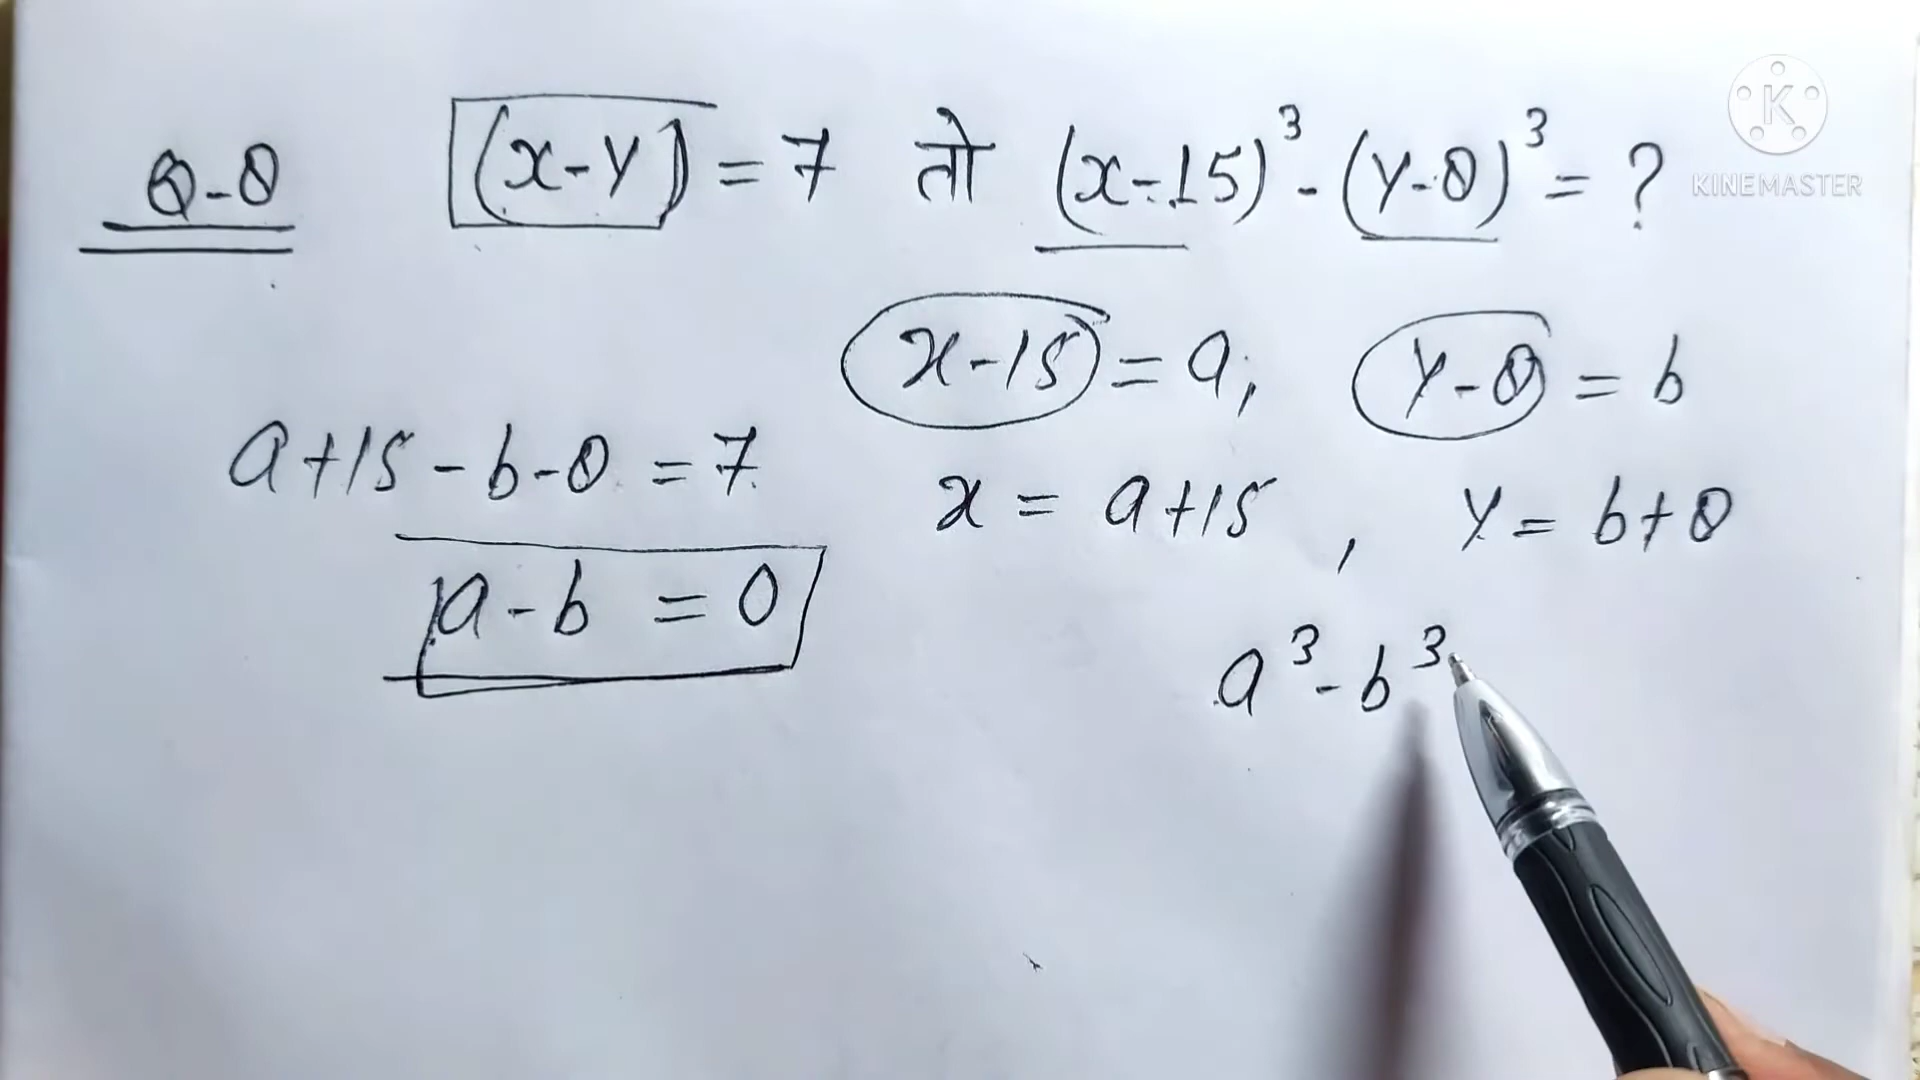 Q-8 (x-y) = 7 तो (x-15)³ - (y-8)³ = ?
KINEMASTER
x-15 = a, y-8 = b
a+15-b-8 = 7
x = a+15, y = b+8
a-b = 0
a³-b³